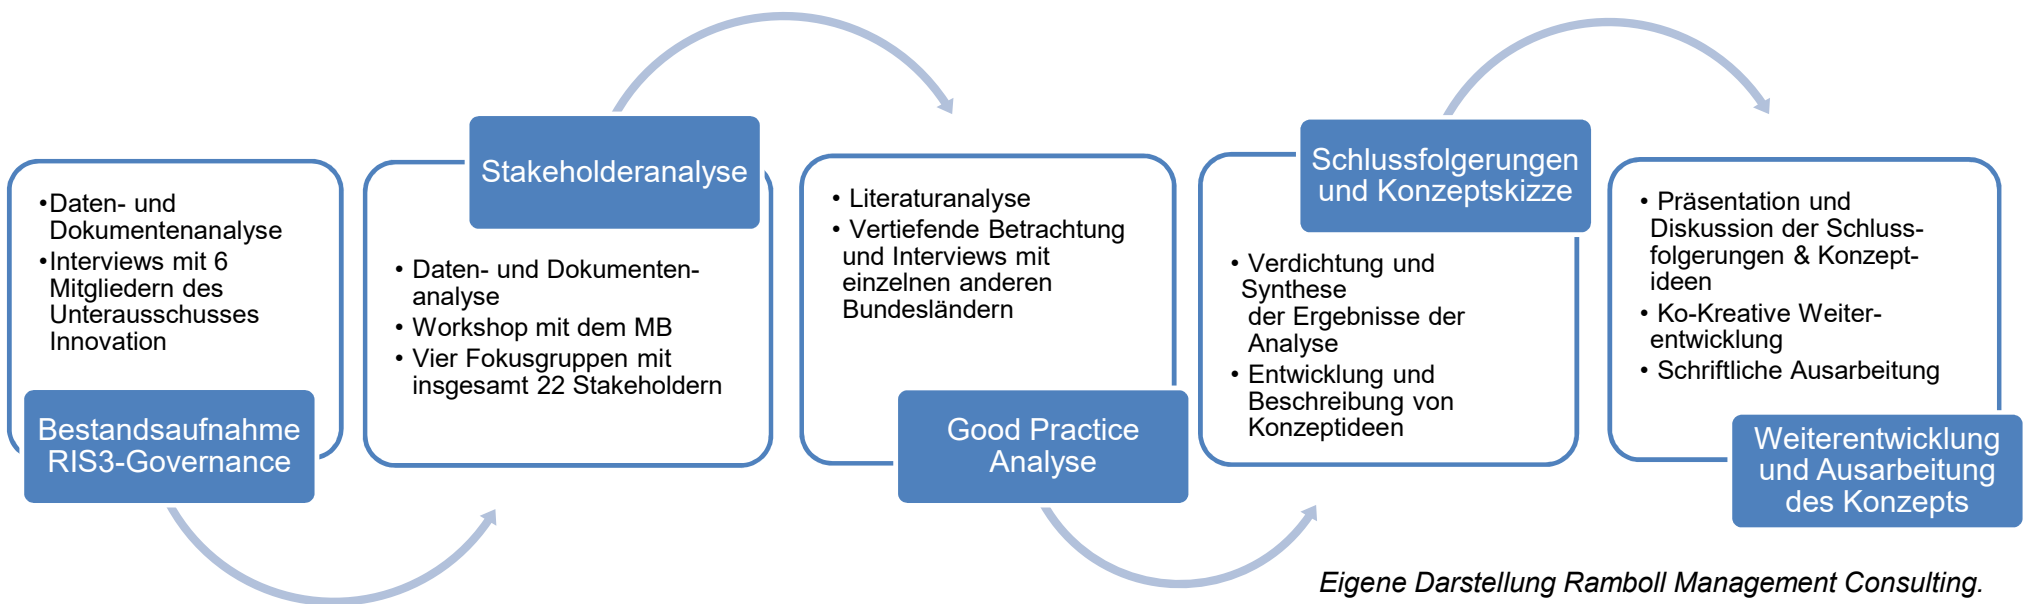 •Daten- und
Dokumentenanalyse
•Interviews mit 6
Mitgliedern des
Unterausschusses
Innovation
Bestandsaufnahme
RIS3-Governance
Stakeholderanalyse
• Daten- und Dokumenten-
analyse
• Workshop mit dem MB
• Vier Fokusgruppen mit
insgesamt 22 Stakeholdern
• Literaturanalyse
• Vertiefende Betrachtung
und Interviews mit
einzelnen anderen
Bundesländern
Good Practice
Analyse
Schlussfolgerungen
und Konzeptskizze
• Verdichtung und
Synthese
der Ergebnisse der
Analyse
• Entwicklung und
Beschreibung von
Konzeptideen
• Präsentation und
Diskussion der Schluss-
folgerungen & Konzept-
ideen
• Ko-Kreative Weiter-
entwicklung
• Schriftliche Ausarbeitung
Weiterentwicklung
und Ausarbeitung
des Konzepts
Eigene Darstellung Ramboll Management Consulting.